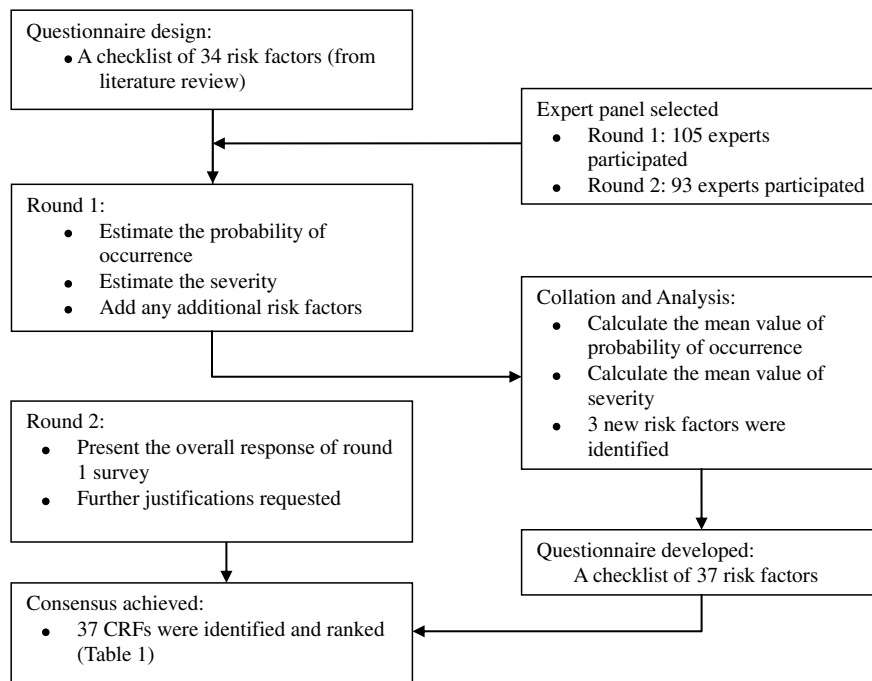 Questionnaire design:
• A checklist of 34 risk factors (from
literature review)
Expert panel selected
• Round 1: 105 experts
participated
• Round 2: 93 experts participated
Round 1:
• Estimate the probability of
occurrence
• Estimate the severity
• Add any additional risk factors
Collation and Analysis:
• Calculate the mean value of
probability of occurrence
• Calculate the mean value of
severity
• 3 new risk factors were
identified
Round 2:
• Present the overall response of round
1 survey
• Further justifications requested
Questionnaire developed:
A checklist of 37 risk factors
Consensus achieved:
• 37 CRFs were identified and ranked
(Table 1)